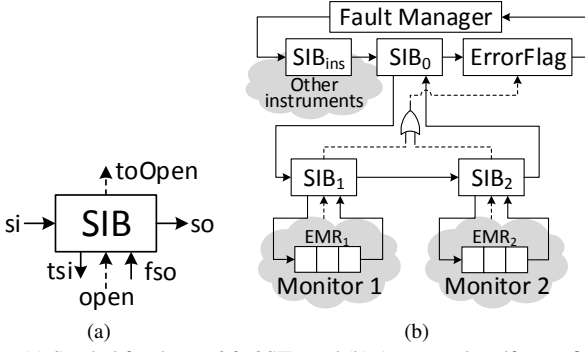 Fault Manager
SIBins
SIB0
ErrorFlag
Other
instruments
toOpen
si
SIB
so
tsi
fso
open
SIB1
SIB2
EMR1
EMR2
Monitor 1
Monitor 2
(a)
(b)